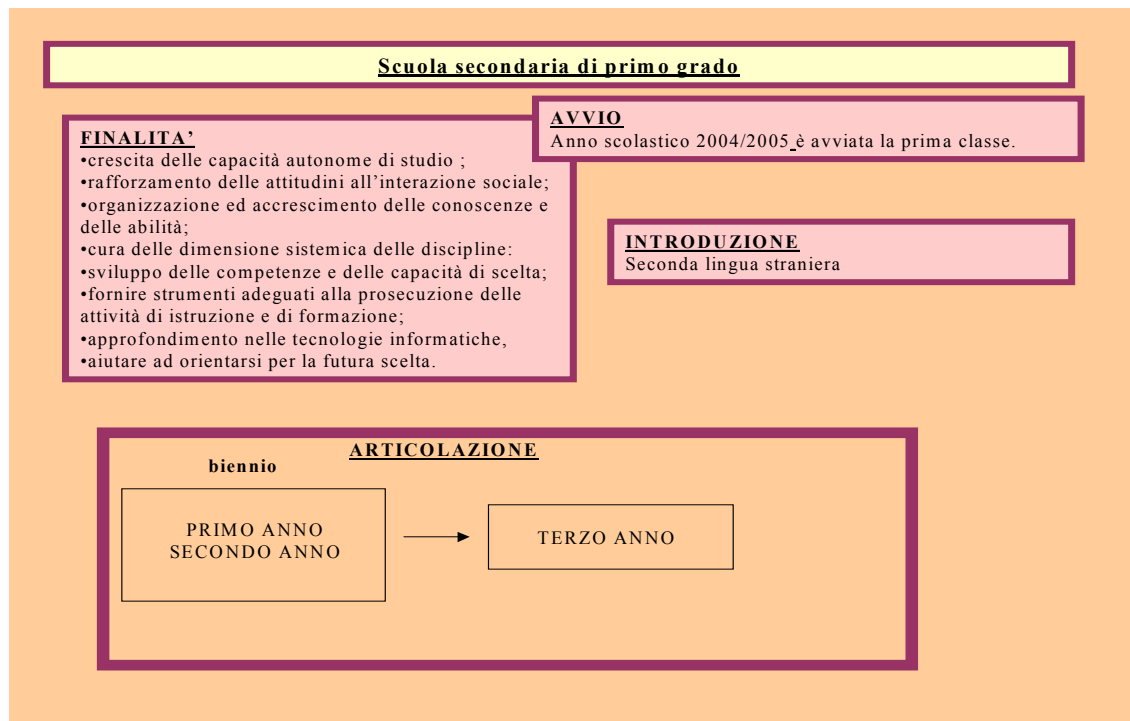 Scuola secondaria di primo grado
FINALITA’
•crescita delle capacità autonome di studio ;
•rafforzamento delle attitudini all’interazione sociale;
•organizzazione ed accrescimento delle conoscenze e
delle abilità;
•cura delle dimensione sistemica delle discipline:
•sviluppo delle competenze e delle capacità di scelta;
•fornire strumenti adeguati alla prosecuzione delle
attività di istruzione e di formazione;
•approfondimento nelle tecnologie informatiche,
•aiutare ad orientarsi per la futura scelta.
AVVIO
Anno scolastico 2004/2005 è avviata la prima classe.
INTRODUZIONE
Seconda lingua straniera
ARTICOLAZIONE
biennio
PRIMO ANNO
SECONDO ANNO
TERZO ANNO